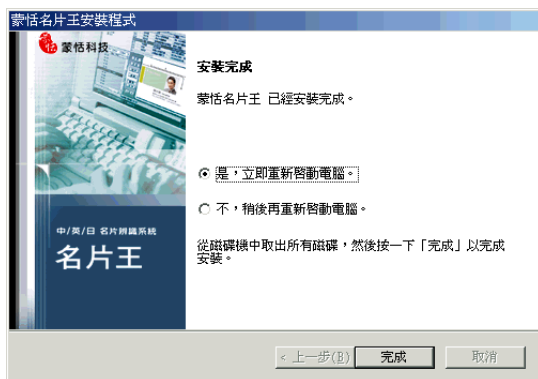 蒙恬名片王安裝程式
蒙恬科技
安裝完成
蒙恬名片王 已經安裝完成。
是，立即重新啓動電腦。
不，稍後再重新啓動電腦。
從磁碟機中取出所有磁碟，然後按一下「完成」以完成
安裝。
中/英/日 名片辨識系統
名片王
< 上一步(B)
完成
取消